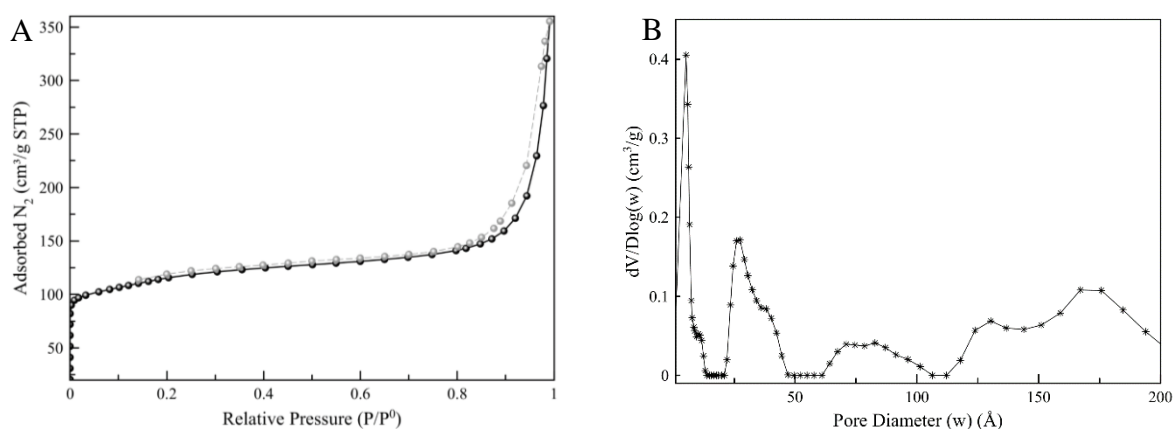 A
350
300
250
200
150
100
50
Adsorbed N₂ (cm³/g STP)
0 0.2 0.4 0.6 0.8 1
Relative Pressure (P/P⁰)
B
0.4
0.3
0.2
0.1
0
dV/Dlog(w) (cm³/g)
50 100 150 200
Pore Diameter (w) (Å)